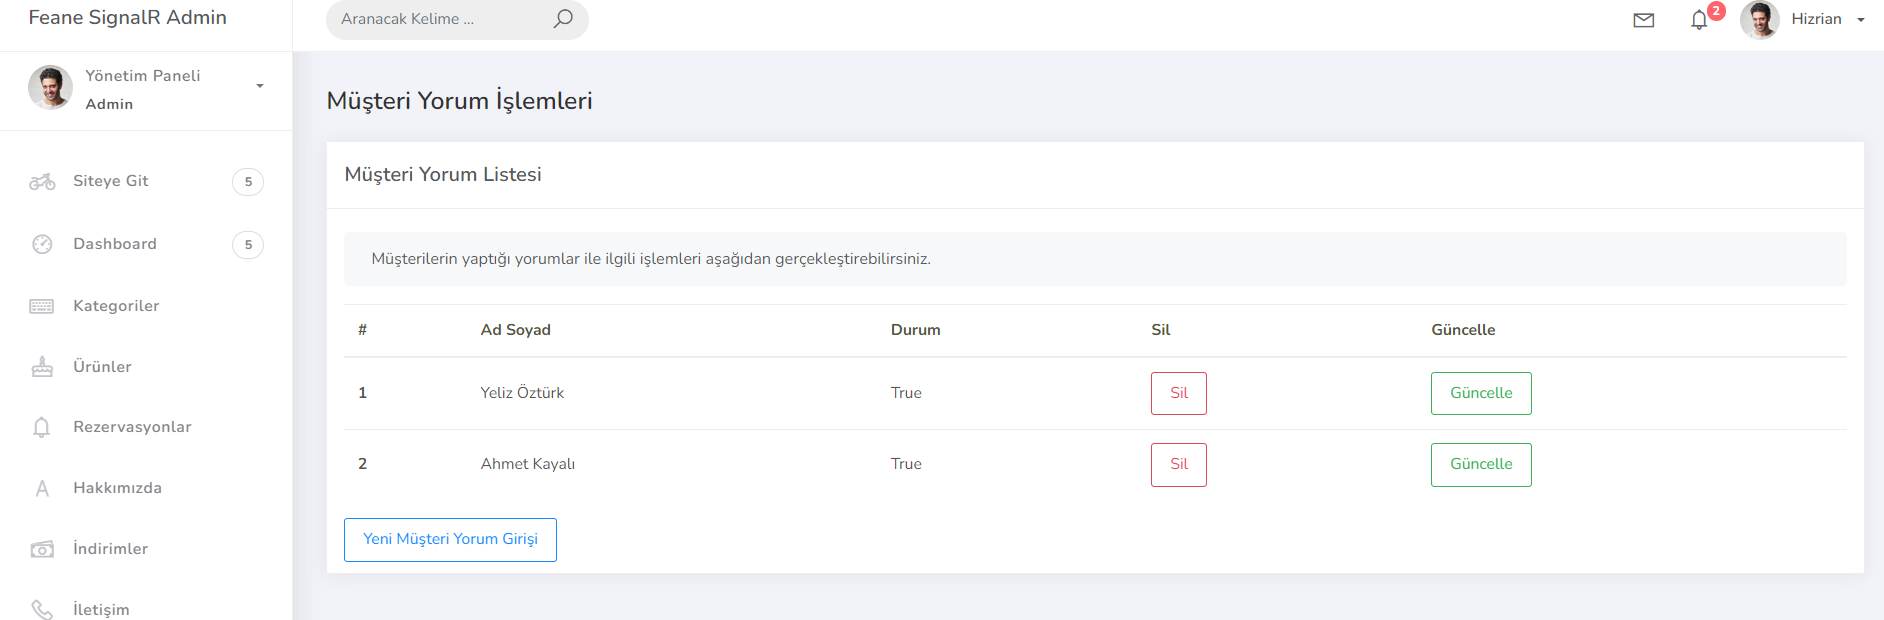 Feane SignalR Admin
Aranacak Kelime ...
2
Hizrian
Yönetim Paneli
Admin
Siteye Git 5
Dashboard 5
Kategoriler
Ürünler
Rezervasyonlar
Hakkımızda
İndirimler
İletişim
Müşteri Yorum İşlemleri
Müşteri Yorum Listesi
Müşterilerin yaptığı yorumlar ile ilgili işlemleri aşağıdan gerçekleştirebilirsiniz.
# Ad Soyad Durum Sil Güncelle
1 Yeliz Öztürk True Sil Güncelle
2 Ahmet Kayalı True Sil Güncelle
Yeni Müşteri Yorum Girişi